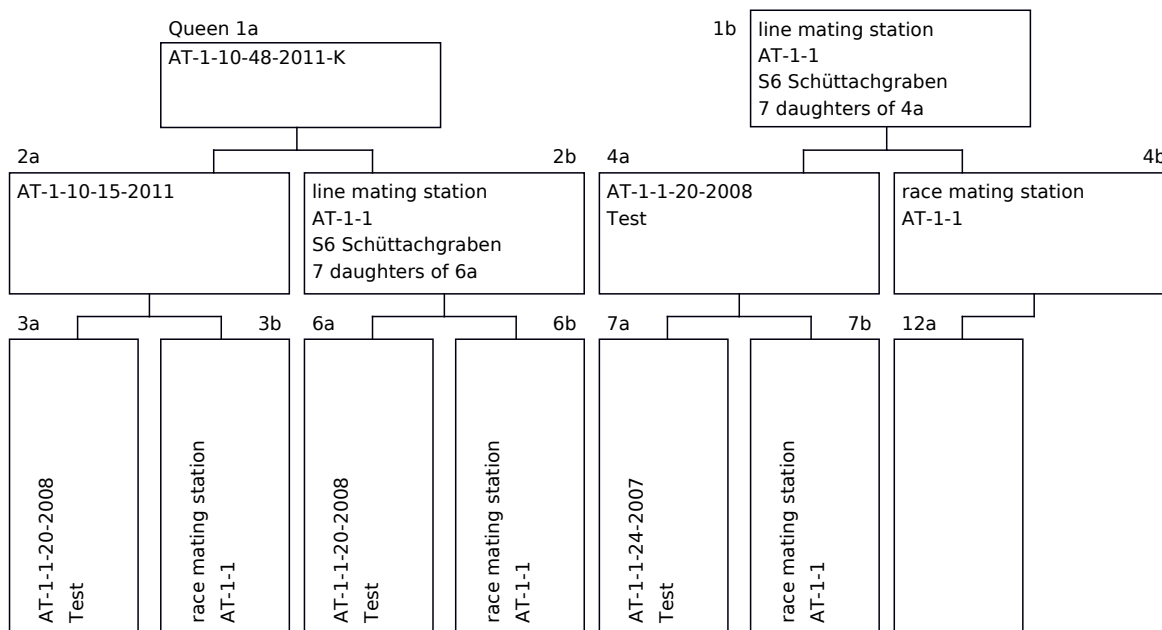 Queen 1a
AT-1-10-48-2011-K
1b
line mating station
AT-1-1
S6 Schüttachgraben
7 daughters of 4a
2a
AT-1-10-15-2011
2b
line mating station
AT-1-1
S6 Schüttachgraben
7 daughters of 6a
4a
AT-1-1-20-2008
Test
4b
race mating station
AT-1-1
3a
AT-1-1-20-2008
Test
3b
race mating station
AT-1-1
6a
AT-1-1-20-2008
Test
6b
race mating station
AT-1-1
7a
AT-1-1-24-2007
Test
7b
race mating station
AT-1-1
12a